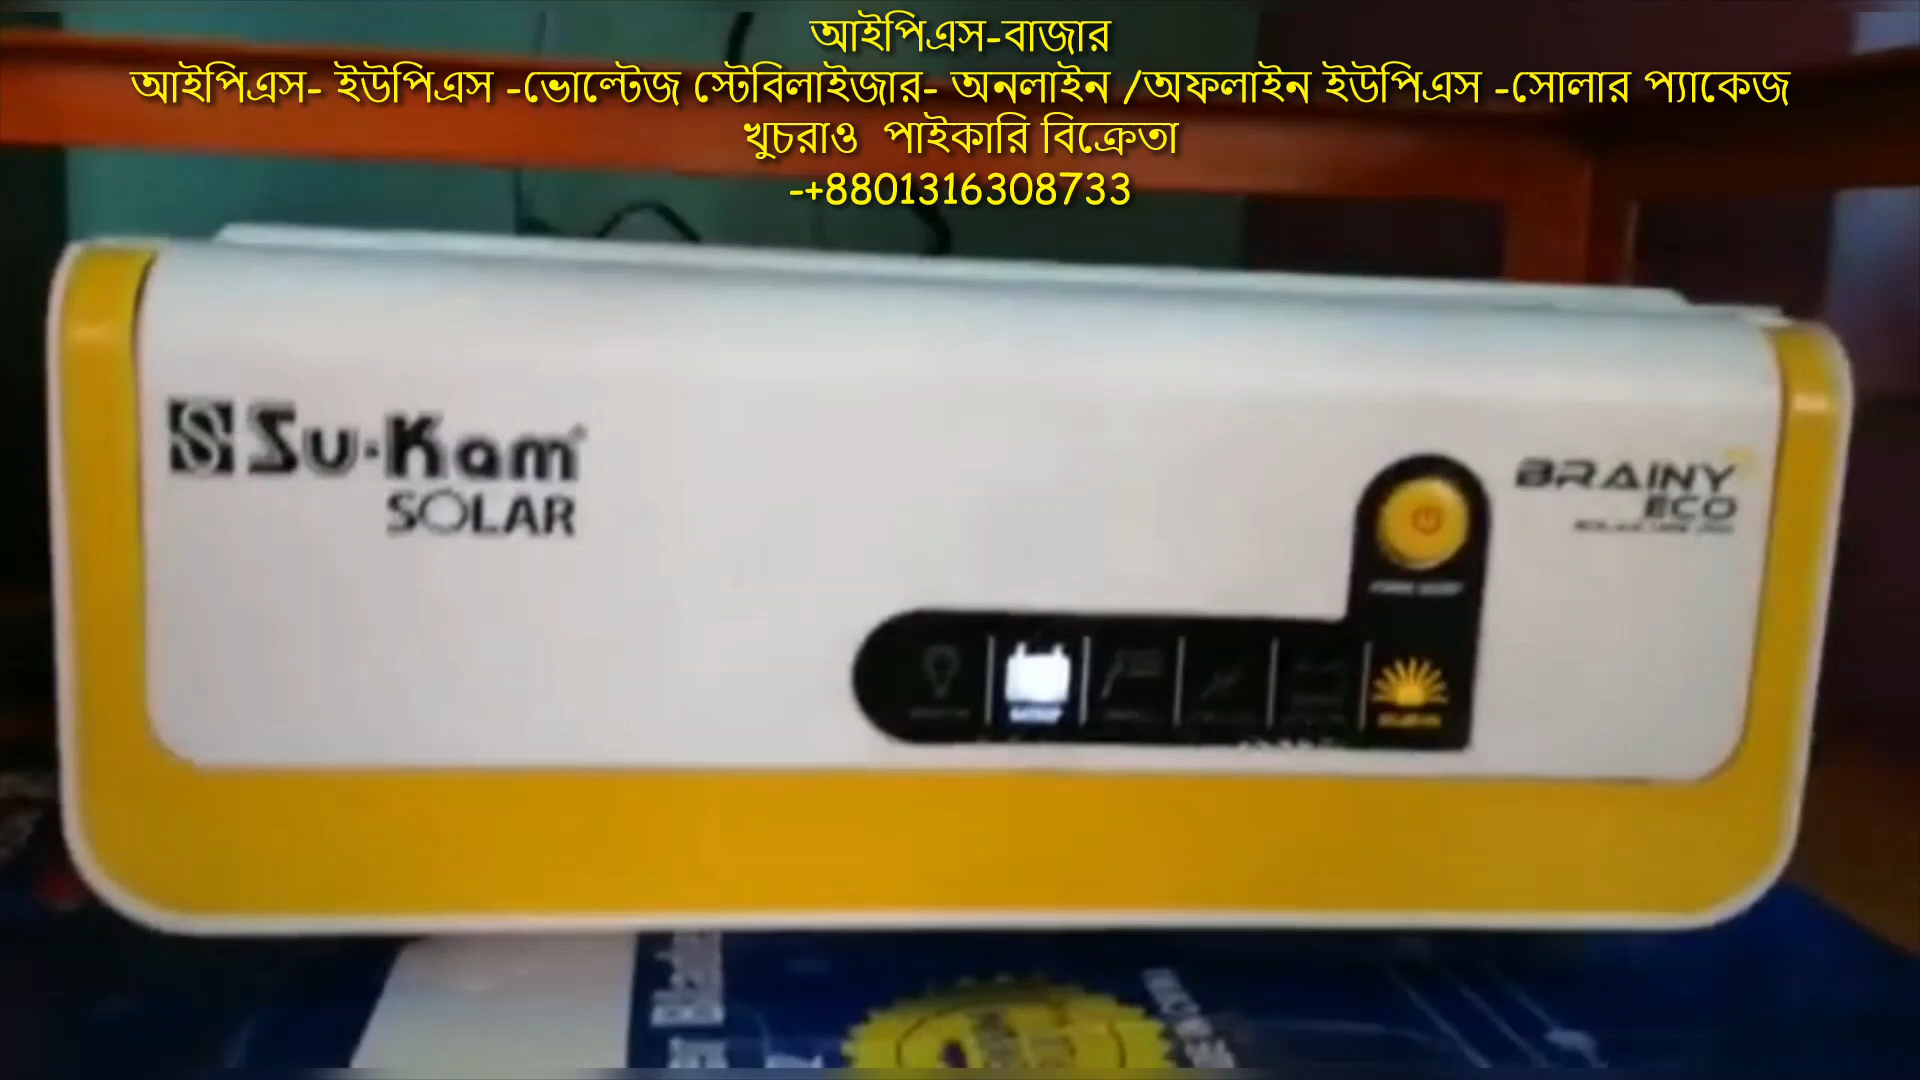 আইপিএস-বাজার
আইপিএস- ইউপিএস -ভোল্টেজ স্টেবিলাইজার- অনলাইন /অফলাইন ইউপিএস -সোলার প্যাকেজ
খুচরাও পাইকারি বিক্রেতা
-+8801316308733
Su-Kam
SOLAR
BRAINY
ECO